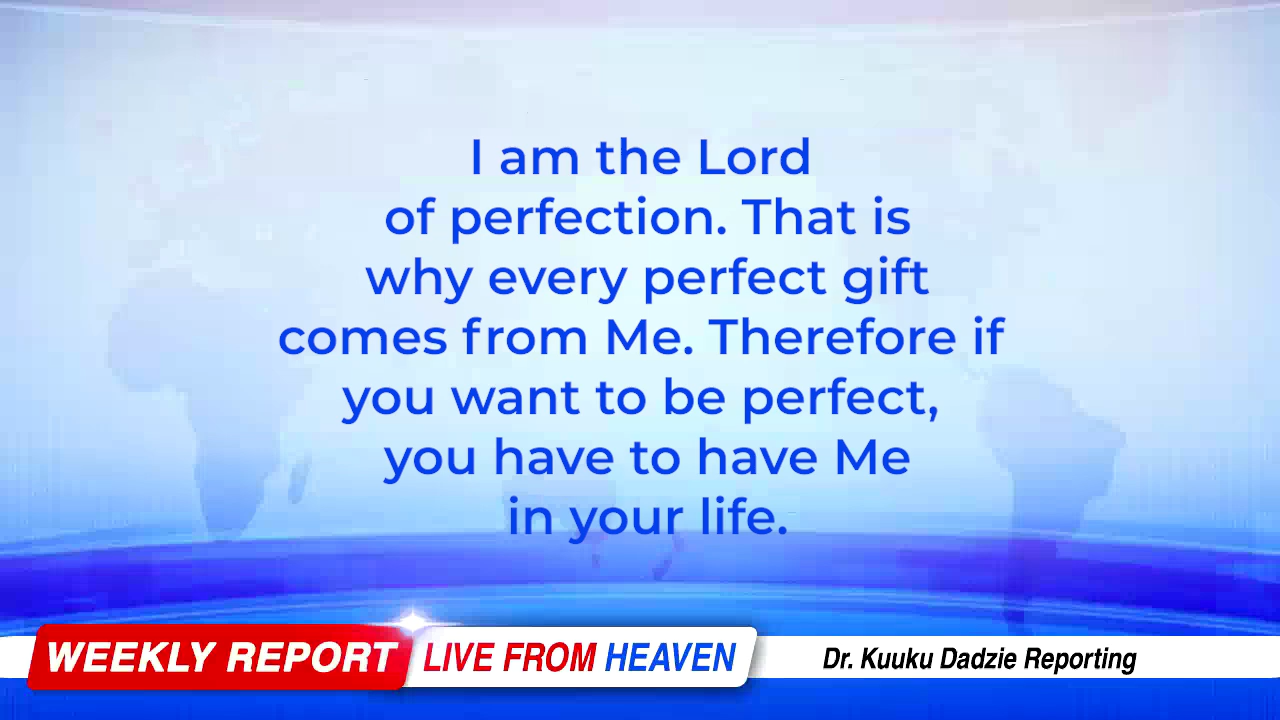 I am the Lord
of perfection. That is
why every perfect gift
comes from Me. Therefore if
you want to be perfect,
you have to have Me
in your life.
WEEKLY REPORT LIVE FROM HEAVEN Dr. Kuuku Dadzie Reporting